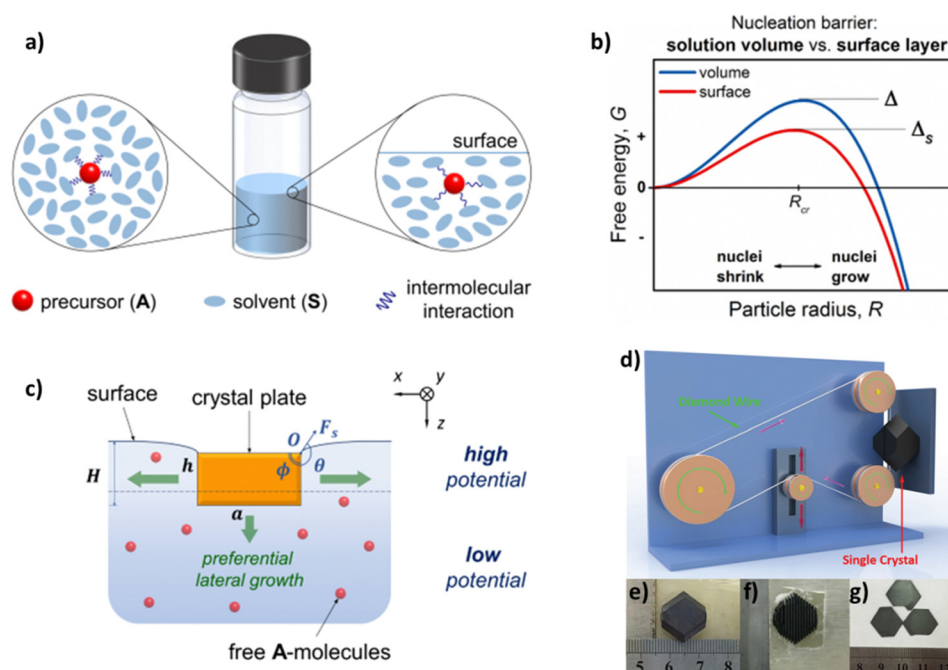 a)
surface
precursor (A)
solvent (S)
intermolecular
interaction
b)
Nucleation barrier:
solution volume vs. surface layer
volume
surface
Δ
Δs
Free energy, G
+
0
-
Rcr
nuclei
shrink
nuclei
grow
Particle radius, R
c)
surface
crystal plate
x
y
z
O
Fs
H
h
ϕ
θ
a
high
potential
preferential
lateral growth
low
potential
free A-molecules
d)
Diamond Wire
Single Crystal
e)
5 6 7 8
f)
g)
8 9 10 11 12